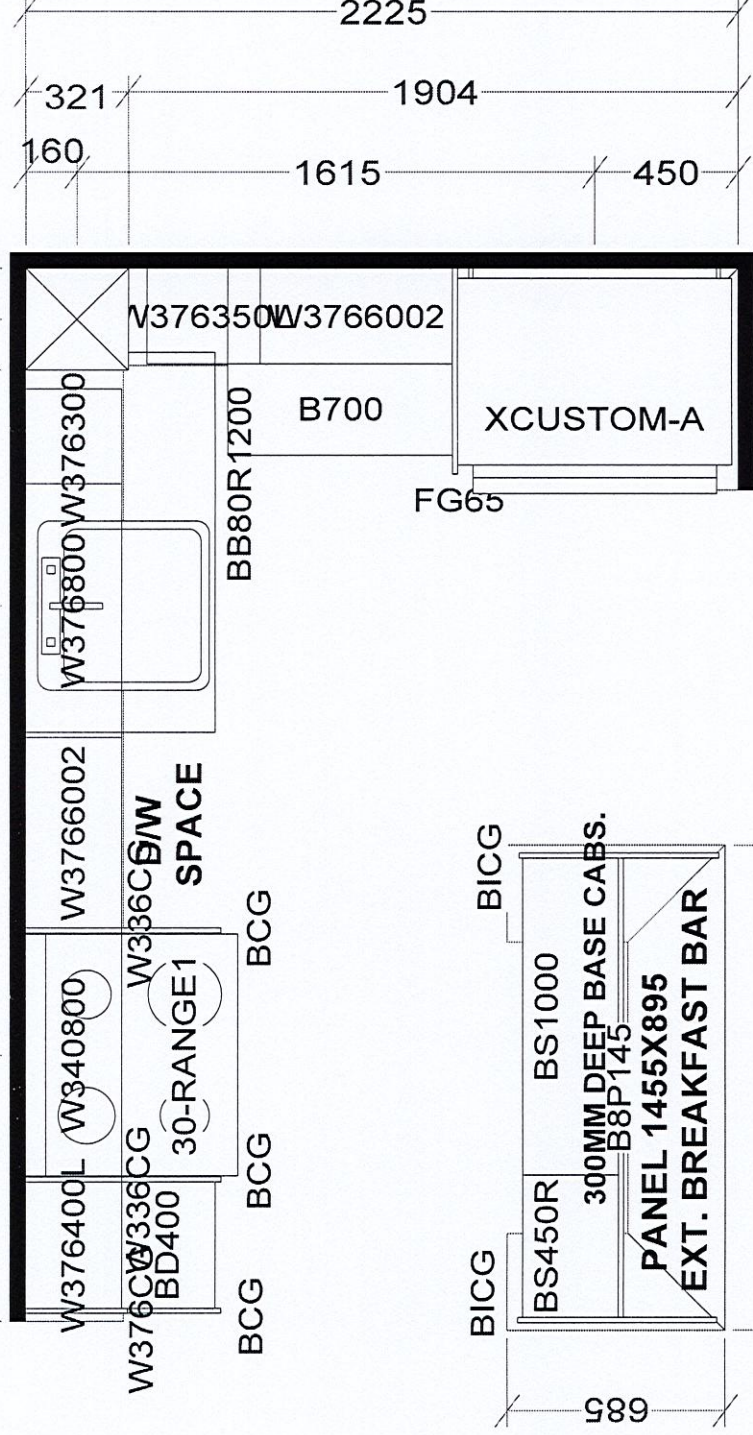 2225
321
1904
160
1615
450
W376350L
W3766002
B700
XCUSTOM-A
FG65
W376300
BB80R1200
W376800
W3766002
D/W
SPACE
W336CG
BCG
W340800
30-RANGE1
BCG
W376400L
W336CG
W376CG
BD400
BCG
BICG
BS1000
300MM DEEP BASE CABS.
B8P145
PANEL 1455X895
EXT. BREAKFAST BAR
BS450R
BICG
685